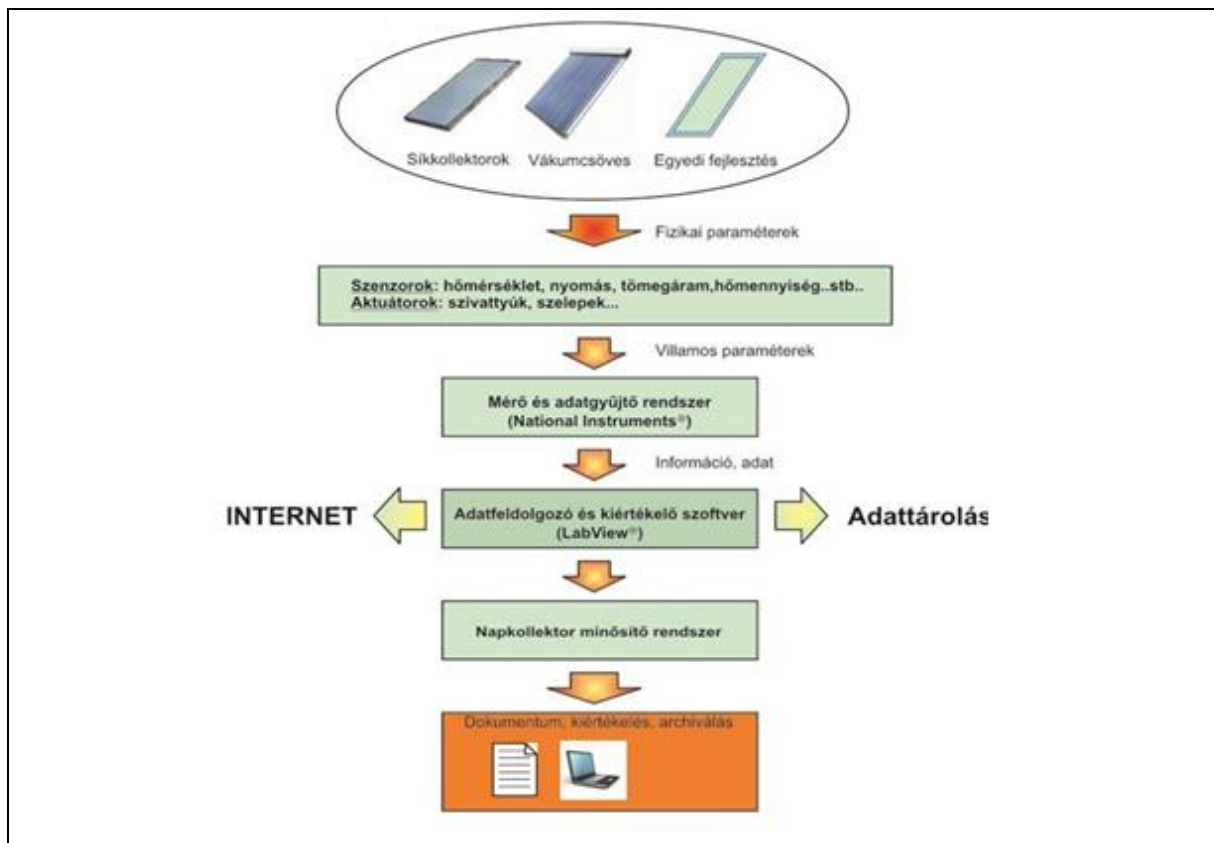 Síkkollektorok Vákumcsöves Egyedi fejlesztés
Fizikai paraméterek
Szenzorok: hőmérséklet, nyomás, tömegáram,hőmennyiség..stb..
Aktuátorok: szivattyúk, szelepek...
Villamos paraméterek
Mérő és adatgyűjtő rendszer
(National Instruments®)
Információ, adat
INTERNET
Adatfeldolgozó és kiértékelő szoftver
(LabView®)
Adattárolás
Napkollektor minősítő rendszer
Dokumentum, kiértékelés, archiválás